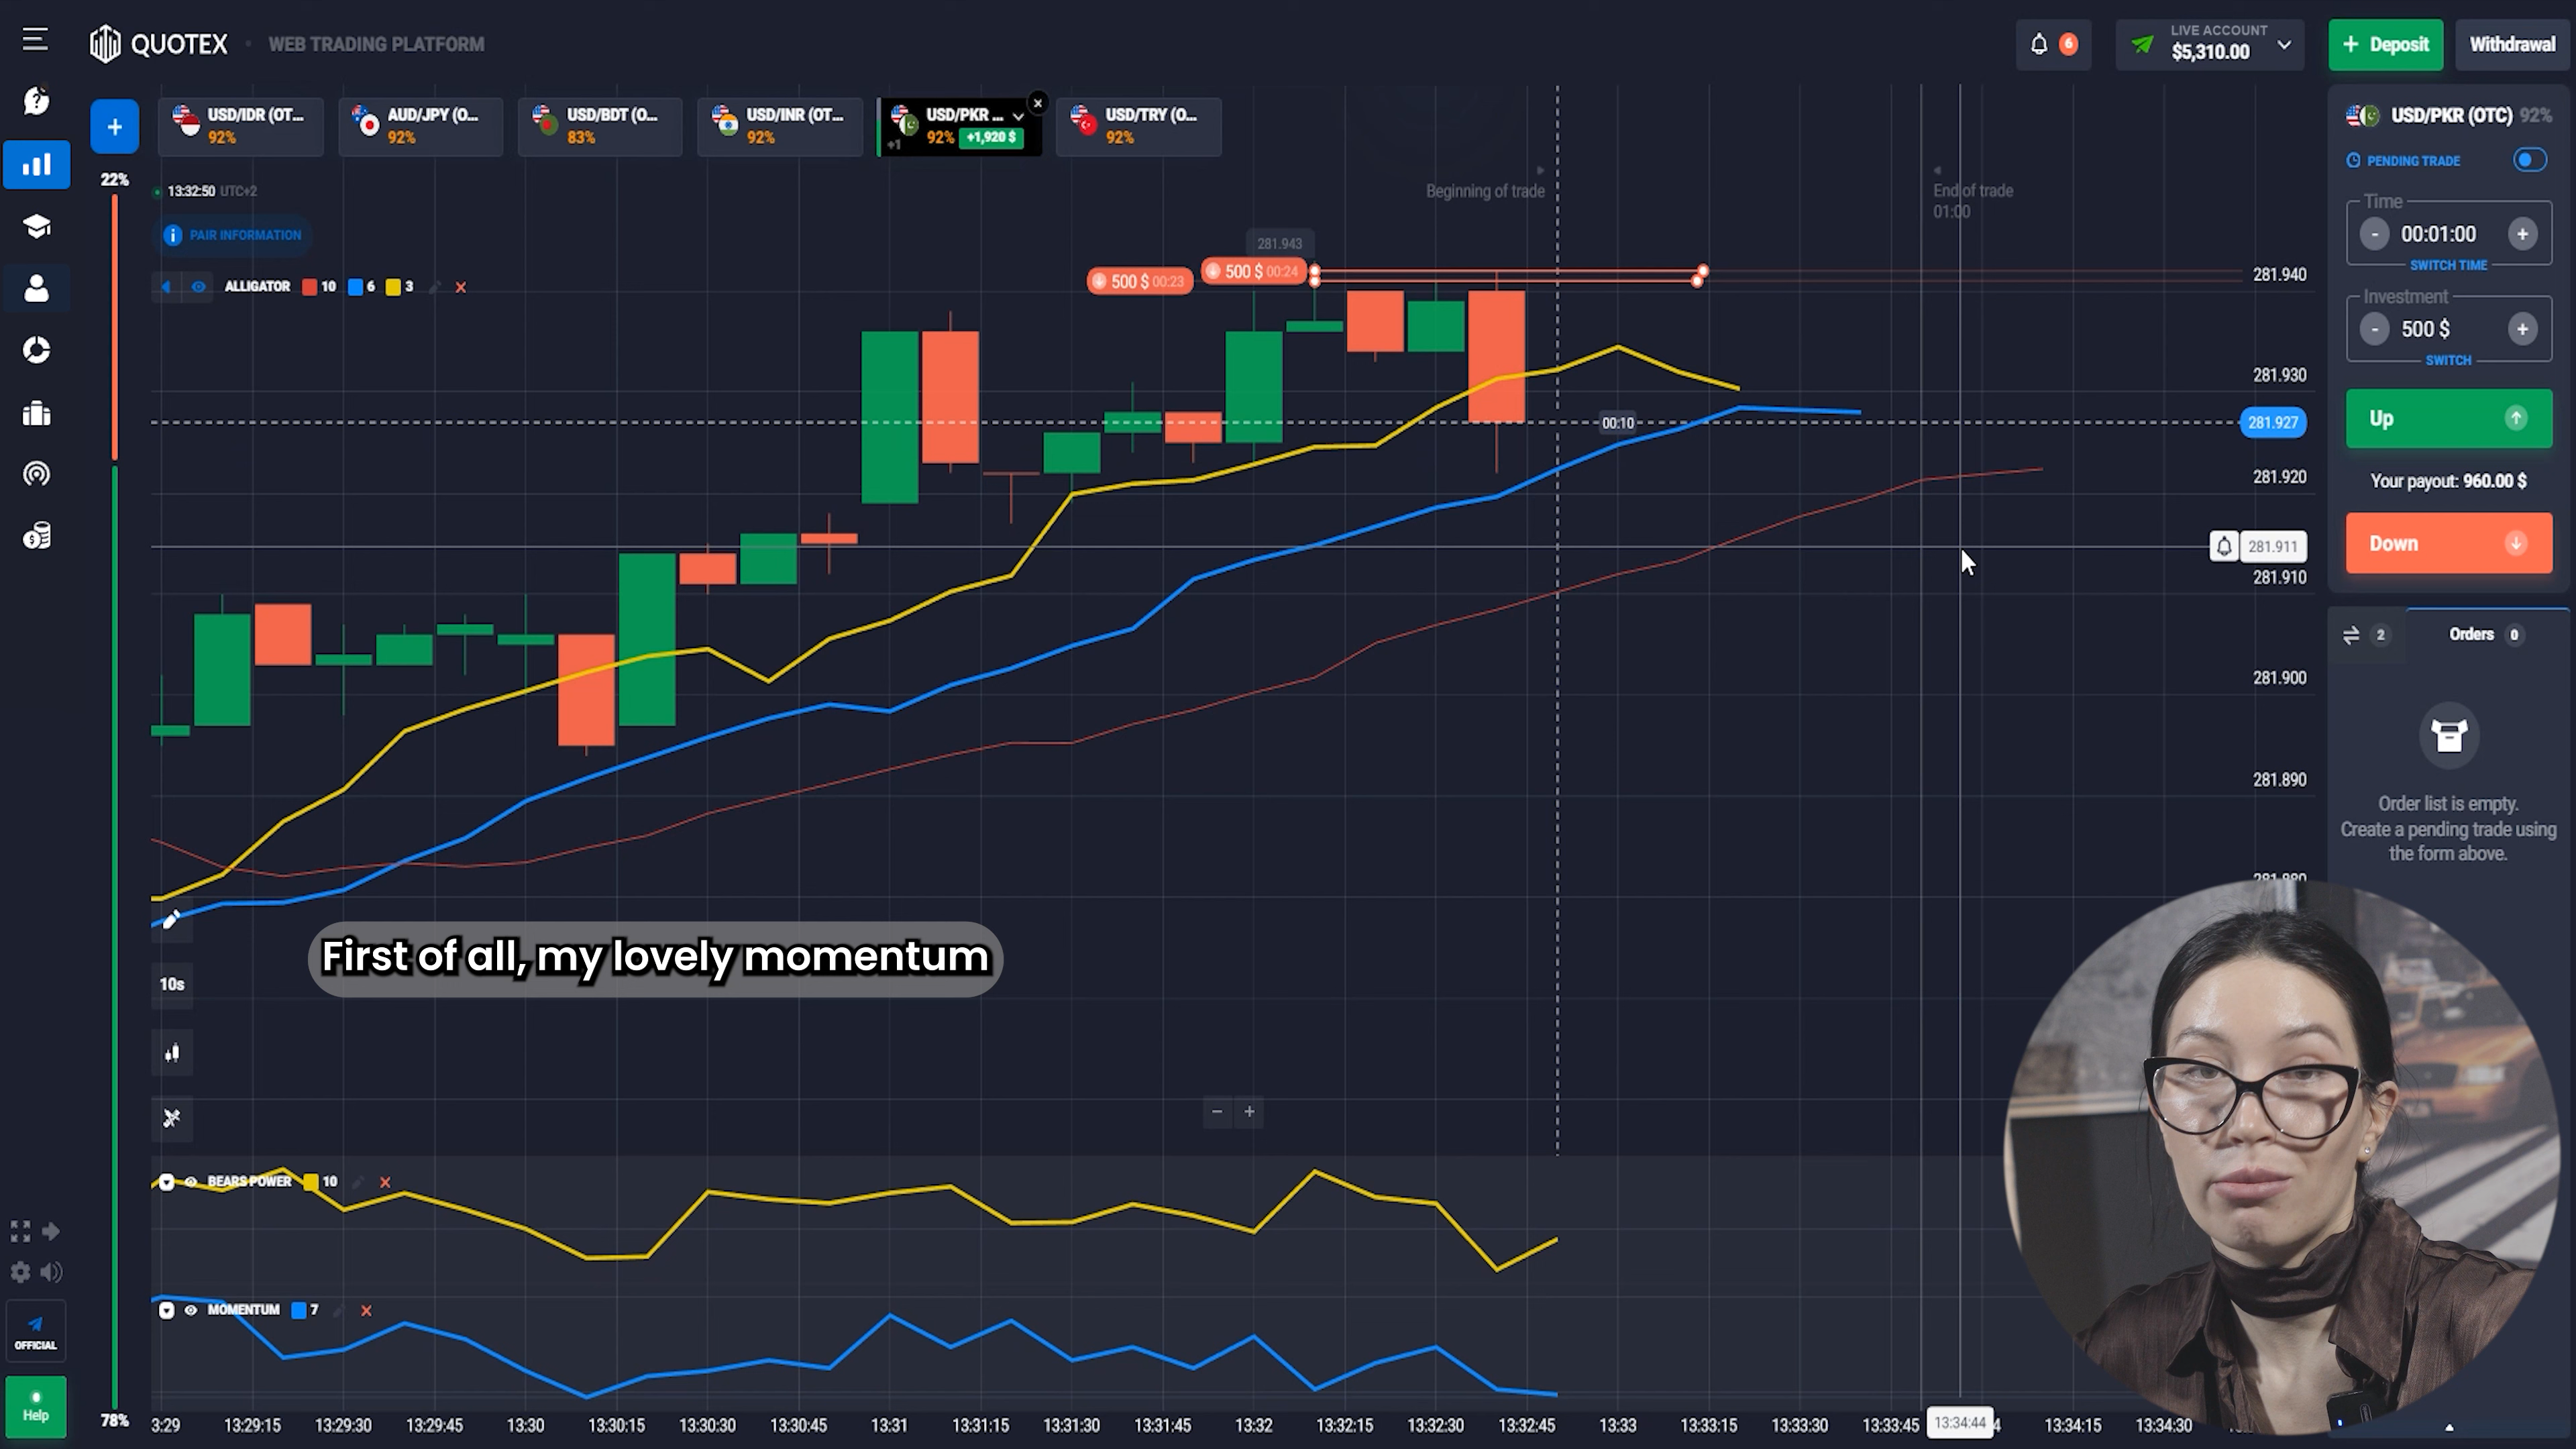 QUOTEX
WEB TRADING PLATFORM
6
LIVE ACCOUNT
$5,310.00
+ Deposit
Withdrawal
+
USD/IDR (OT...
92%
AUD/JPY (O...
92%
USD/BDT (O...
83%
USD/INR (OT...
92%
USD/PKR ...
92% +1,920 $
+1
USD/TRY (O...
92%
22%
13:32:50 UTC+2
PAIR INFORMATION
ALLIGATOR 10 6 3
Beginning of trade
End of trade
01:00
281.943
500 $ 00:23
500 $ 00:24
00:10
281.940
281.930
281.927
281.920
281.911
281.910
281.900
281.890
USD/PKR (OTC) 92%
PENDING TRADE
Time
- 00:01:00 +
SWITCH TIME
Investment
- 500 $ +
SWITCH
Up
Your payout: 960.00 $
Down
2
Orders 0
Order list is empty.
Create a pending trade using
the form above.
First of all, my lovely momentum
10s
- +
BEARS POWER 10
MOMENTUM 7
OFFICIAL
Help
78%
3:29
13:29:15
13:29:30
13:29:45
13:30
13:30:15
13:30:30
13:30:45
13:31
13:31:15
13:31:30
13:31:45
13:32
13:32:15
13:32:30
13:32:45
13:33
13:33:15
13:33:30
13:33:45
13:34:44
13:34:15
13:34:30